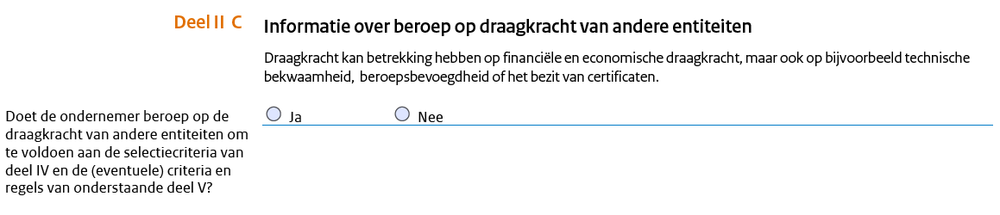 Deel II C
Informatie over beroep op draagkracht van andere entiteiten
Draagkracht kan betrekking hebben op financiële en economische draagkracht, maar ook op bijvoorbeeld technische
bekwaamheid, beroepsbevoegdheid of het bezit van certificaten.
Doet de ondernemer beroep op de
draagkracht van andere entiteiten om
te voldoen aan de selectiecriteria van
deel IV en de (eventuele) criteria en
regels van onderstaande deel V?
Ja Nee